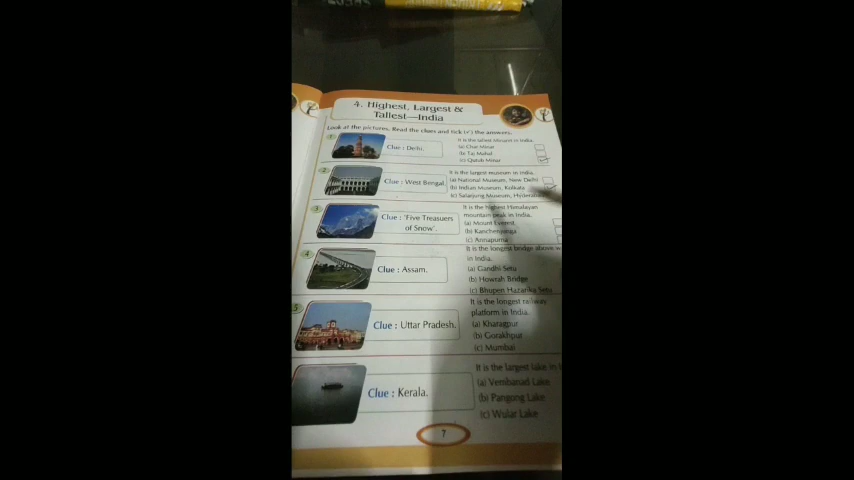 4. Highest, Largest &
Tallest—India
Look at the pictures. Read the clues and tick (✓) the answers.
1
Clue : Delhi.
It is the tallest Minaret in India.
(a) Char Minar
(b) Taj Mahal
(c) Qutub Minar
2
Clue : West Bengal.
It is the largest museum in India.
(a) National Museum, New Delhi
(b) Indian Museum, Kolkata
(c) Salarjung Museum, Hyderabad
3
Clue : 'Five Treasuers
of Snow'.
It is the highest Himalayan
mountain peak in India.
(a) Mount Everest
(b) Kanchenjunga
(c) Annapurna
4
Clue : Assam.
It is the longest bridge above
in India.
(a) Gandhi Setu
(b) Howrah Bridge
(c) Bhupen Hazarika Setu
5
Clue : Uttar Pradesh.
It is the longest railway
platform in India.
(a) Kharagpur
(b) Gorakhpur
(c) Mumbai
Clue : Kerala.
It is the largest lake in
(a) Vembanad Lake
(b) Pangong Lake
(c) Wular Lake
7